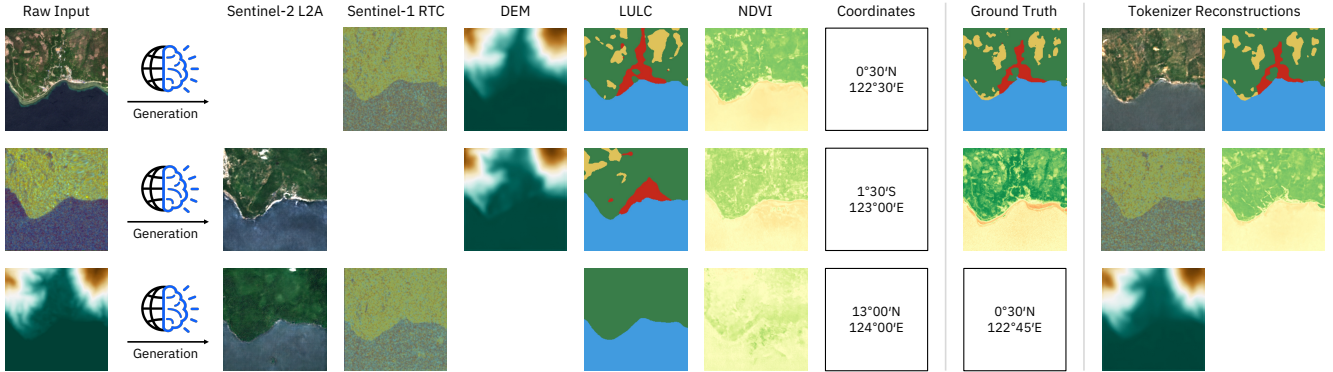 Raw Input
Sentinel-2 L2A
Sentinel-1 RTC
DEM
LULC
NDVI
Coordinates
Ground Truth
Tokenizer Reconstructions
Generation
0°30'N
122°30'E
Generation
1°30'S
123°00'E
Generation
13°00'N
124°00'E
0°30'N
122°45'E